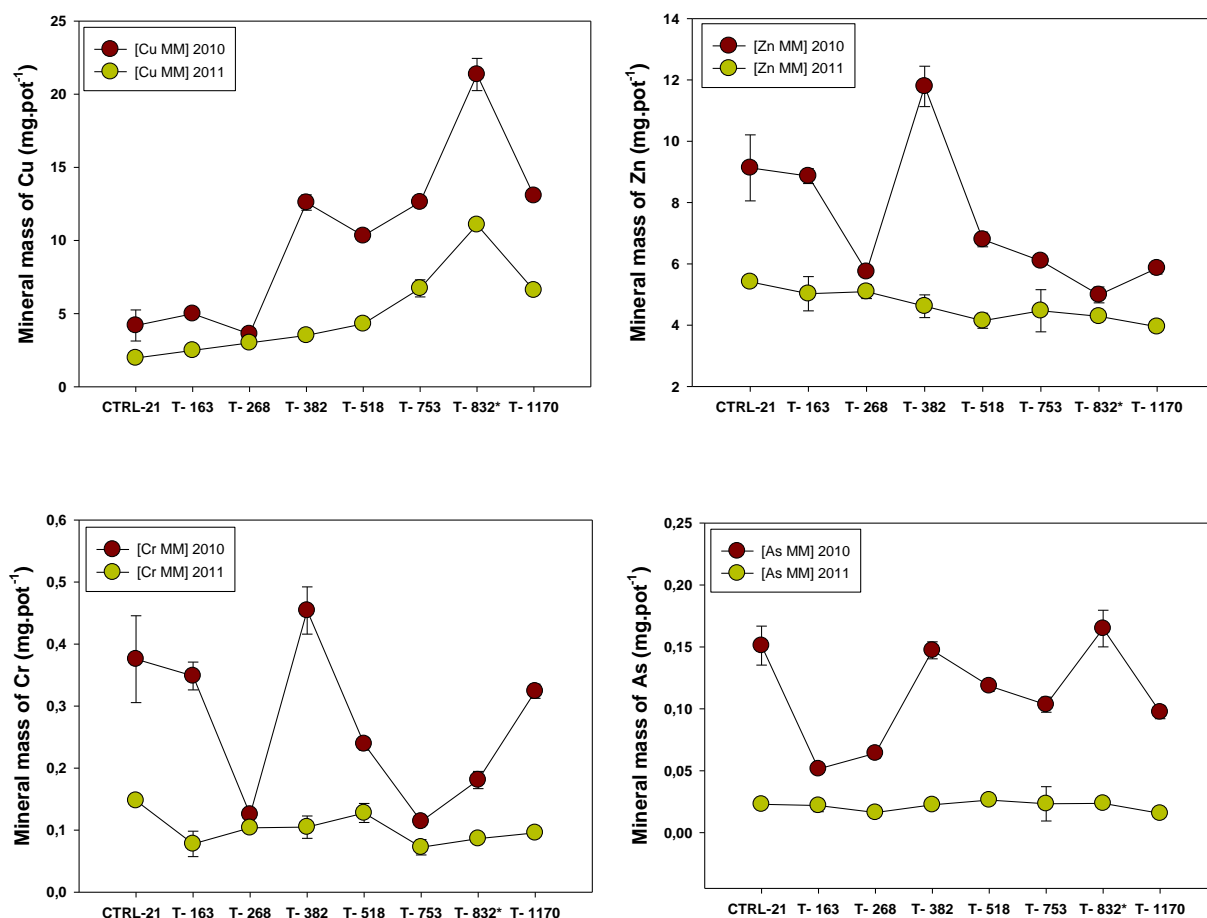 Mineral mass of Cu (mg.pot⁻¹)
25
20
15
10
5
0
[Cu MM] 2010
[Cu MM] 2011
CTRL-21 T- 163 T- 268 T- 382 T- 518 T- 753 T- 832* T- 1170
Mineral mass of Zn (mg.pot⁻¹)
14
12
10
8
6
4
2
[Zn MM] 2010
[Zn MM] 2011
CTRL-21 T- 163 T- 268 T- 382 T- 518 T- 753 T- 832* T- 1170
Mineral mass of Cr (mg.pot⁻¹)
0,6
0,5
0,4
0,3
0,2
0,1
0,0
[Cr MM] 2010
[Cr MM] 2011
CTRL-21 T- 163 T- 268 T- 382 T- 518 T- 753 T- 832* T- 1170
Mineral mass of As (mg.pot⁻¹)
0,25
0,20
0,15
0,10
0,05
0,00
[As MM] 2010
[As MM] 2011
CTRL-21 T- 163 T- 268 T- 382 T- 518 T- 753 T- 832* T- 1170